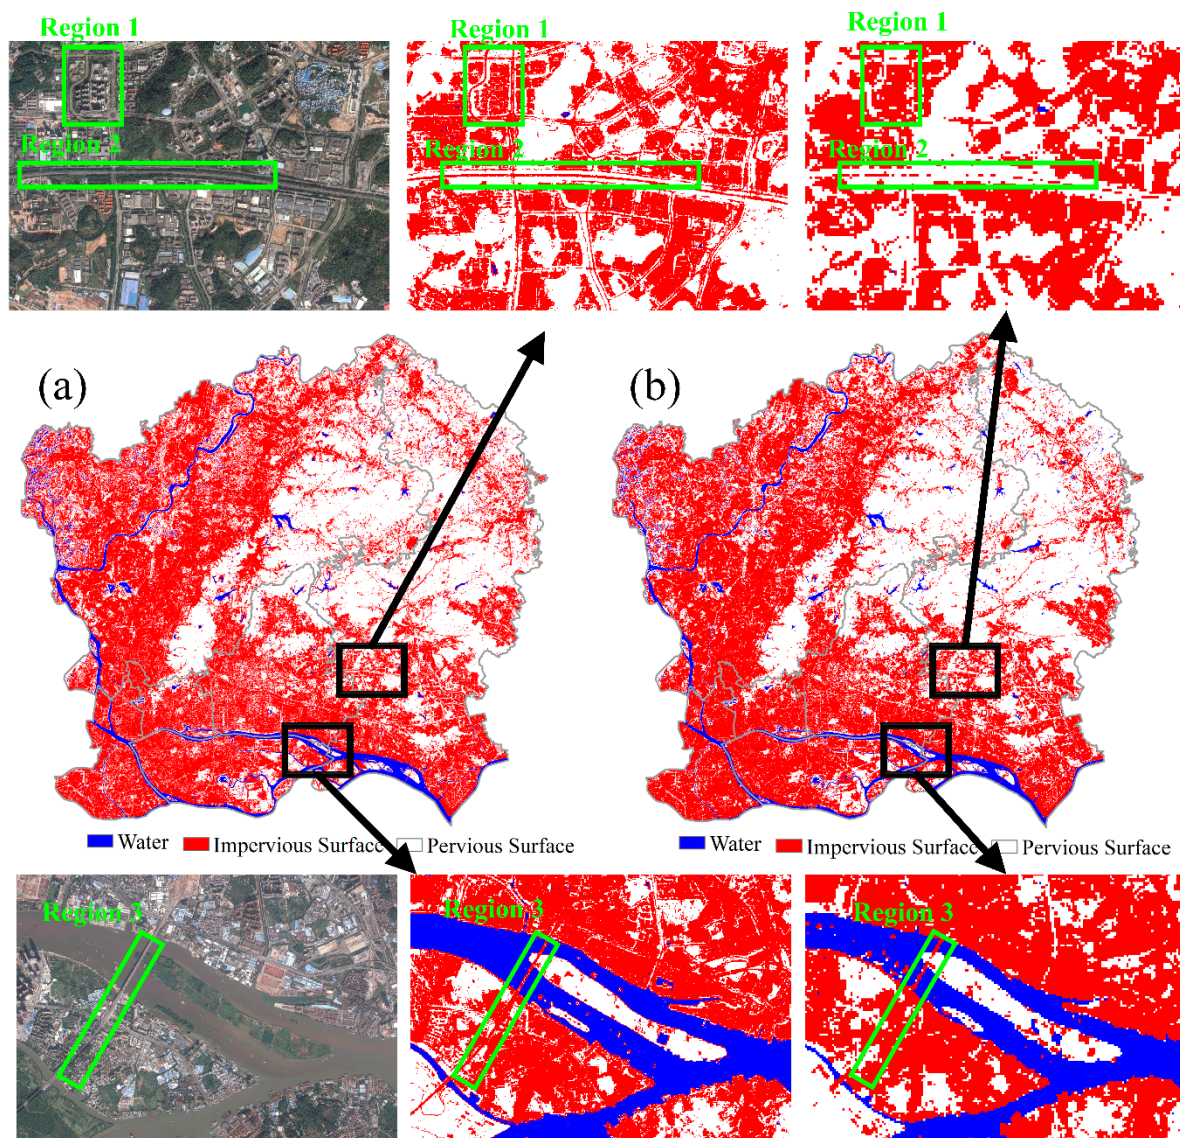 Region 1
Region 1
Region 1
Region 2
Region 2
Region 2
(a)
(b)
Water
Impervious Surface
Pervious Surface
Water
Impervious Surface
Pervious Surface
Region 3
Region 3
Region 3